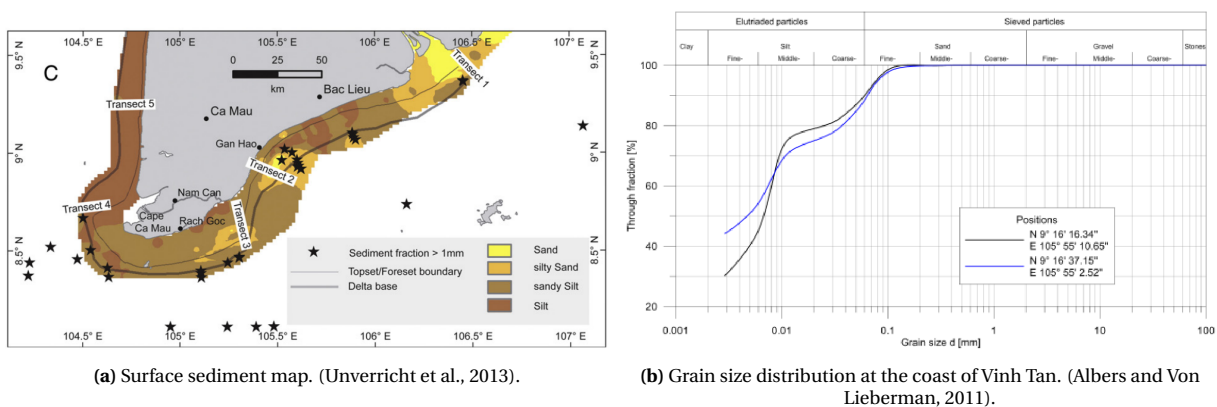 104.5° E 105° E 105.5° E 106° E 106.5° E 107° E
9.5° N
9.5° N
C
0 25 50
km
Transect 1
Bac Lieu
Transect 5
Ca Mau
Gan Hao
9° N
9° N
Transect 2
Nam Can
Transect 4
Cape
Ca Mau
Rach Goc
Transect 3
8.5° N
8.5° N
Sediment fraction > 1mm
Topset/Foreset boundary
Delta base
Sand
silty Sand
sandy Silt
Silt
104.5° E 105° E 105.5° E 106° E 106.5° E 107° E
(a) Surface sediment map. (Unverricht et al., 2013).
Elutriaded particles Sieved particles
Clay Silt Sand Gravel Stones
Fine- Middle- Coarse- Fine- Middle- Coarse- Fine- Middle- Coarse-
100
80
60
40
20
Through fraction [%]
Positions
N 9° 16' 16.34"
E 105° 55' 10.65"
N 9° 16' 37.15"
E 105° 55' 2.52"
0.001 0.01 0.1 1 10 100
Grain size d [mm]
(b) Grain size distribution at the coast of Vinh Tan. (Albers and Von
Lieberman, 2011).